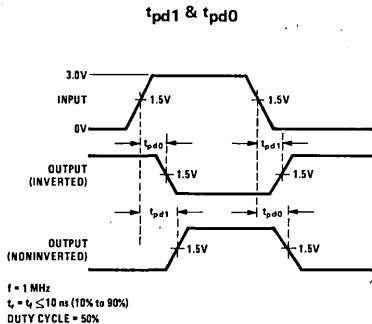 tpd1 & tpd0
3.0V
INPUT
1.5V
1.5V
0V
tpd0
tpd1
OUTPUT
(INVERTED)
1.5V
1.5V
tpd1
tpd0
OUTPUT
(NONINVERTED)
1.5V
1.5V
f = 1 MHz
tr = tf ≤ 10 ns (10% to 90%)
DUTY CYCLE = 50%